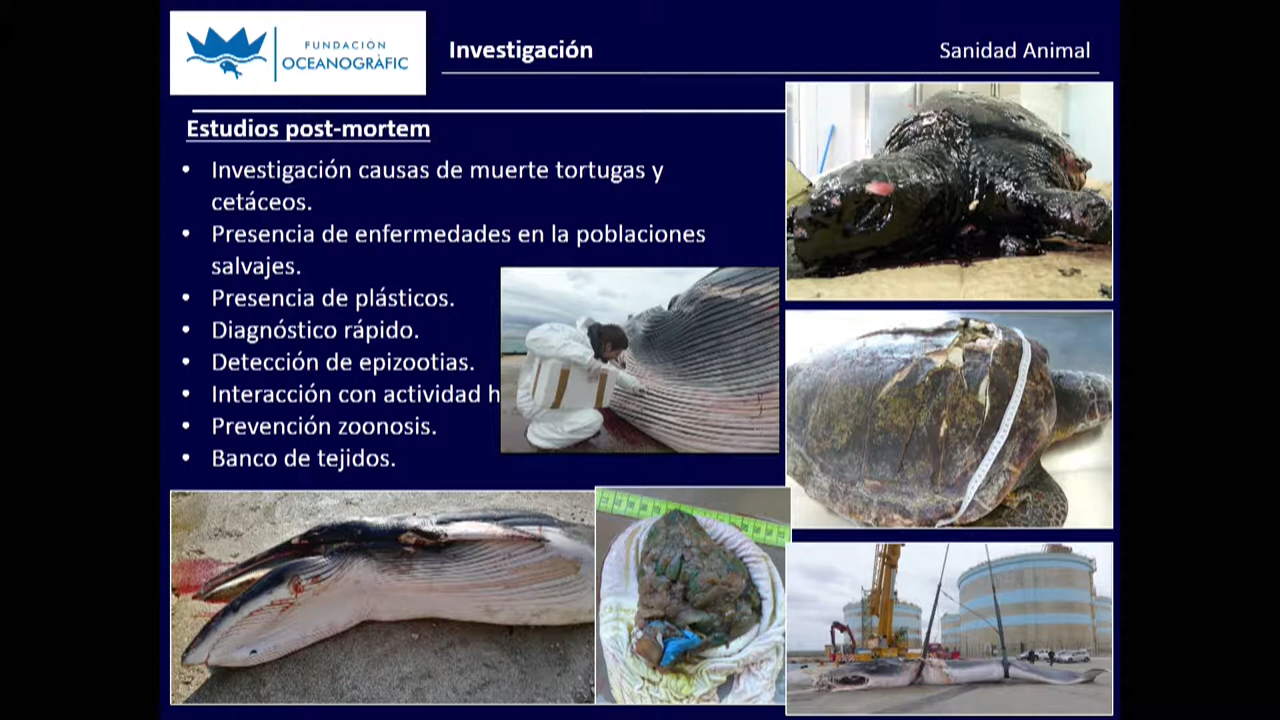 FUNDACIÓN
OCEANOGRÀFIC
Investigación
Sanidad Animal
Estudios post-mortem
• Investigación causas de muerte tortugas y
cetáceos.
• Presencia de enfermedades en la poblaciones
salvajes.
• Presencia de plásticos.
• Diagnóstico rápido.
• Detección de epizootias.
• Interacción con actividad h
• Prevención zoonosis.
• Banco de tejidos.